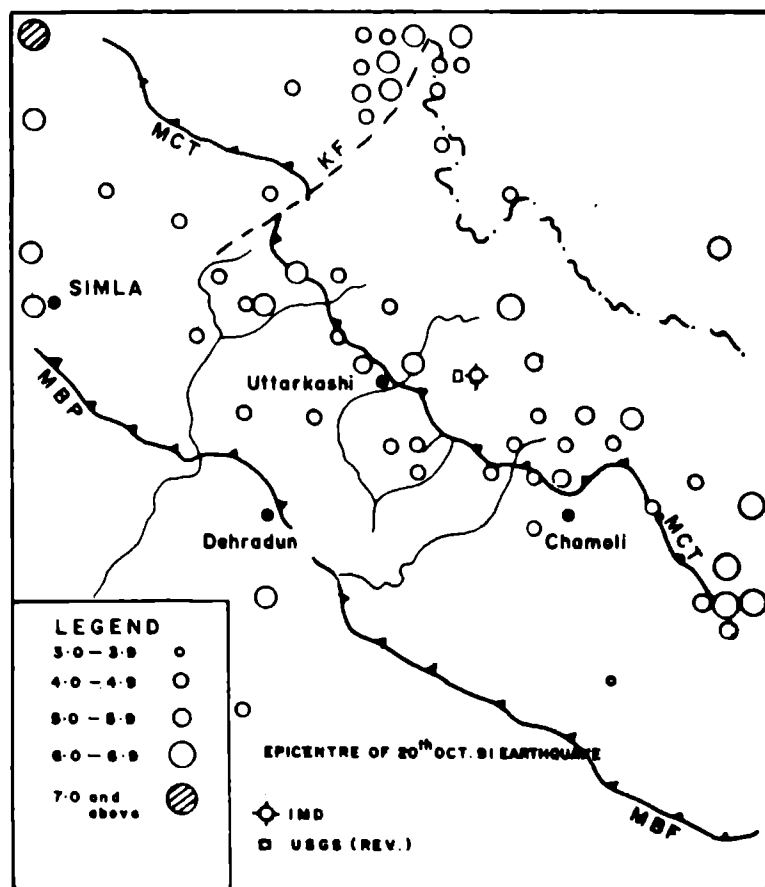 MCT
KF
SIMLA
MBP
Uttarkashi
Dehradun
Chamoli
MCT
LEGEND
3·0 — 3·9
4·0 — 4·9
5·0 — 5·9
6·0 — 6·9
7·0 and
above
EPICENTRE OF 20th OCT. 91 EARTHQUAKE
IMD
USGS (REV.)
MBF